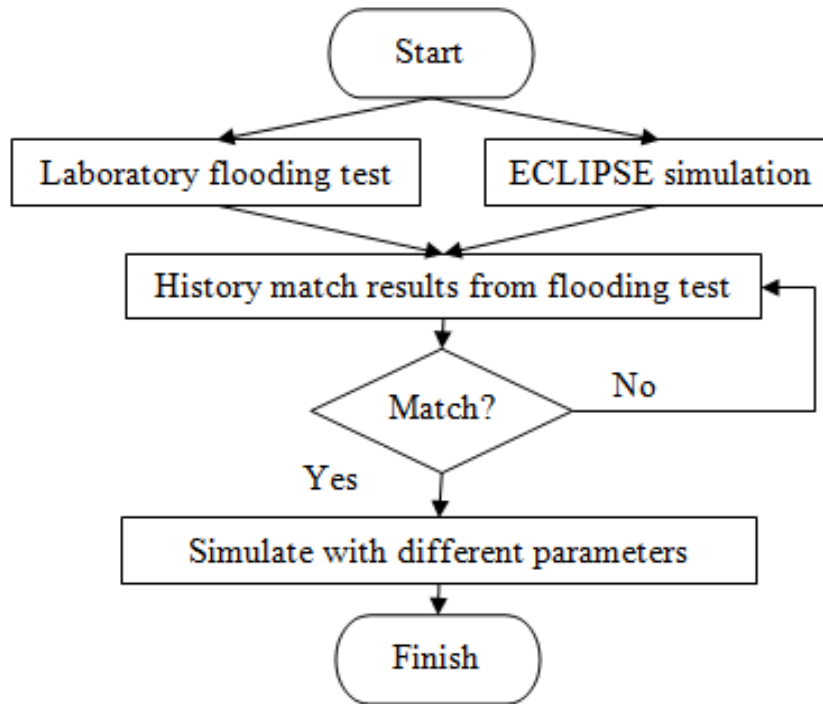 Start
Laboratory flooding test
ECLIPSE simulation
History match results from flooding test
Match?
No
Yes
Simulate with different parameters
Finish